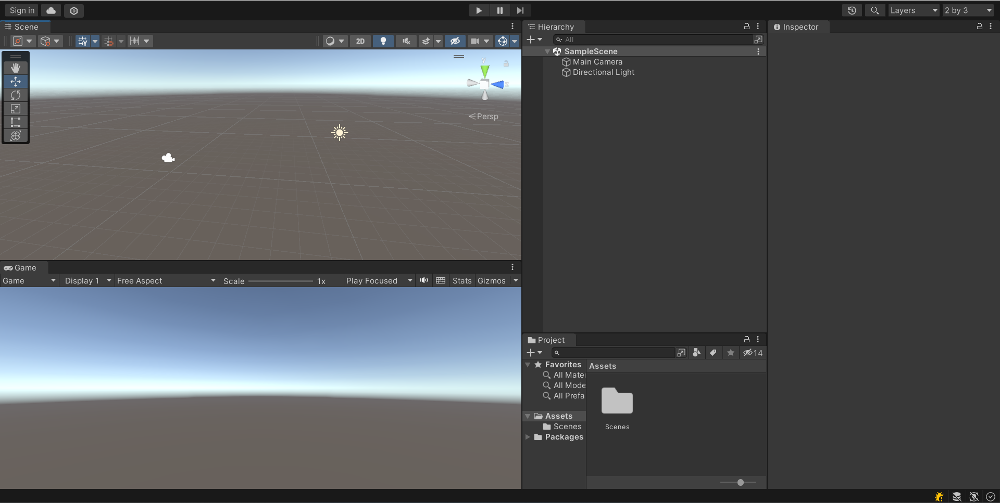 Sign in
Layers
2 by 3
Scene
2D
y
z
Persp
Game
Game
Display 1
Free Aspect
Scale
1x
Play Focused
Stats
Gizmos
Hierarchy
All
SampleScene
Main Camera
Directional Light
Project
14
Favorites
All Mater
All Mode
All Prefa
Assets
Scenes
Packages
Assets
Scenes
Inspector